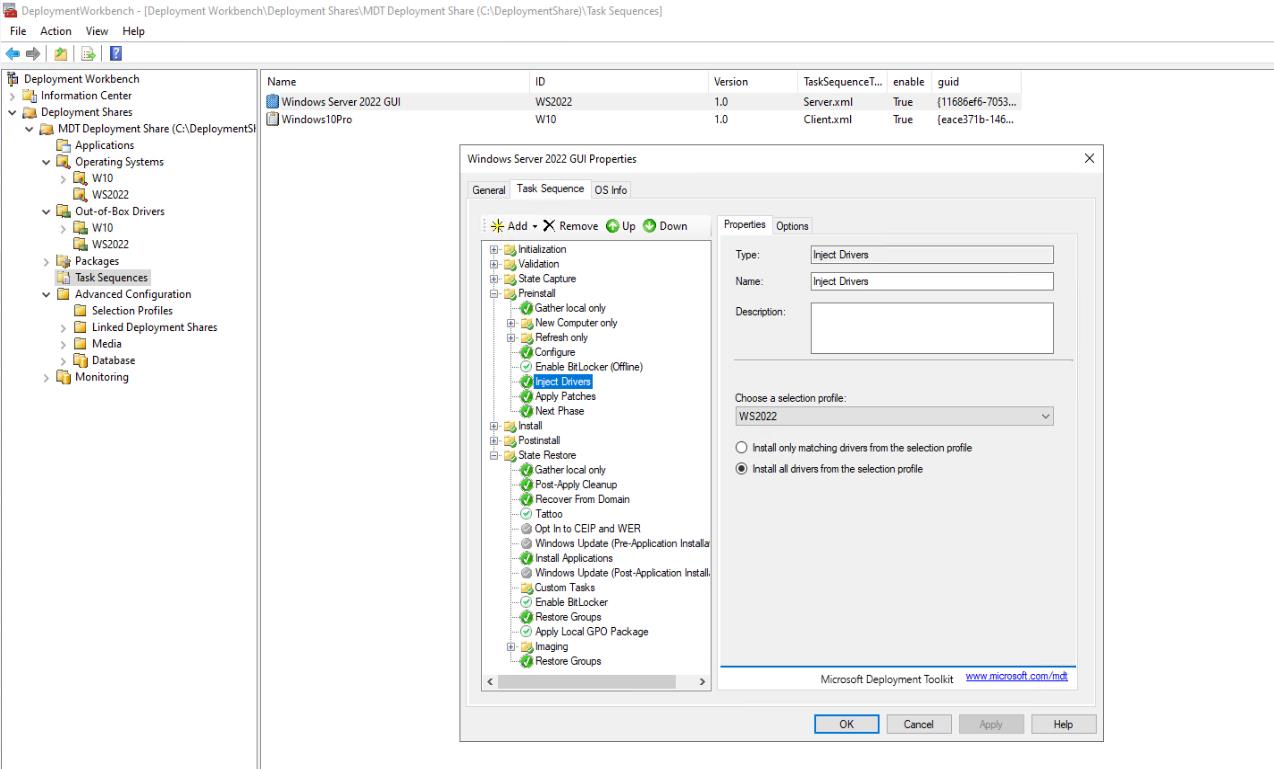 DeploymentWorkbench - [Deployment Workbench\Deployment Shares\MDT Deployment Share (C:\DeploymentShare)\Task Sequences]
File Action View Help
Deployment Workbench
Information Center
Deployment Shares
MDT Deployment Share (C:\DeploymentSh
Applications
Operating Systems
W10
WS2022
Out-of-Box Drivers
W10
WS2022
Packages
Task Sequences
Advanced Configuration
Selection Profiles
Linked Deployment Shares
Media
Database
Monitoring
Name ID Version TaskSequenceT... enable guid
Windows Server 2022 GUI WS2022 1.0 Server.xml True {11686ef6-7053...
Windows10Pro W10 1.0 Client.xml True {eace371b-146...
Windows Server 2022 GUI Properties
General Task Sequence OS Info
Add Remove Up Down
Initialization
Validation
State Capture
Preinstall
Gather local only
New Computer only
Refresh only
Configure
Enable BitLocker (Offline)
Inject Drivers
Apply Patches
Next Phase
Install
Postinstall
State Restore
Gather local only
Post-Apply Cleanup
Recover From Domain
Tattoo
Opt In to CEIP and WER
Windows Update (Pre-Application Installa
Install Applications
Windows Update (Post-Application Install
Custom Tasks
Enable BitLocker
Restore Groups
Apply Local GPO Package
Imaging
Restore Groups
Properties Options
Type: Inject Drivers
Name: Inject Drivers
Description:
Choose a selection profile:
WS2022
Install only matching drivers from the selection profile
Install all drivers from the selection profile
Microsoft Deployment Toolkit www.microsoft.com/mdt
OK Cancel Apply Help